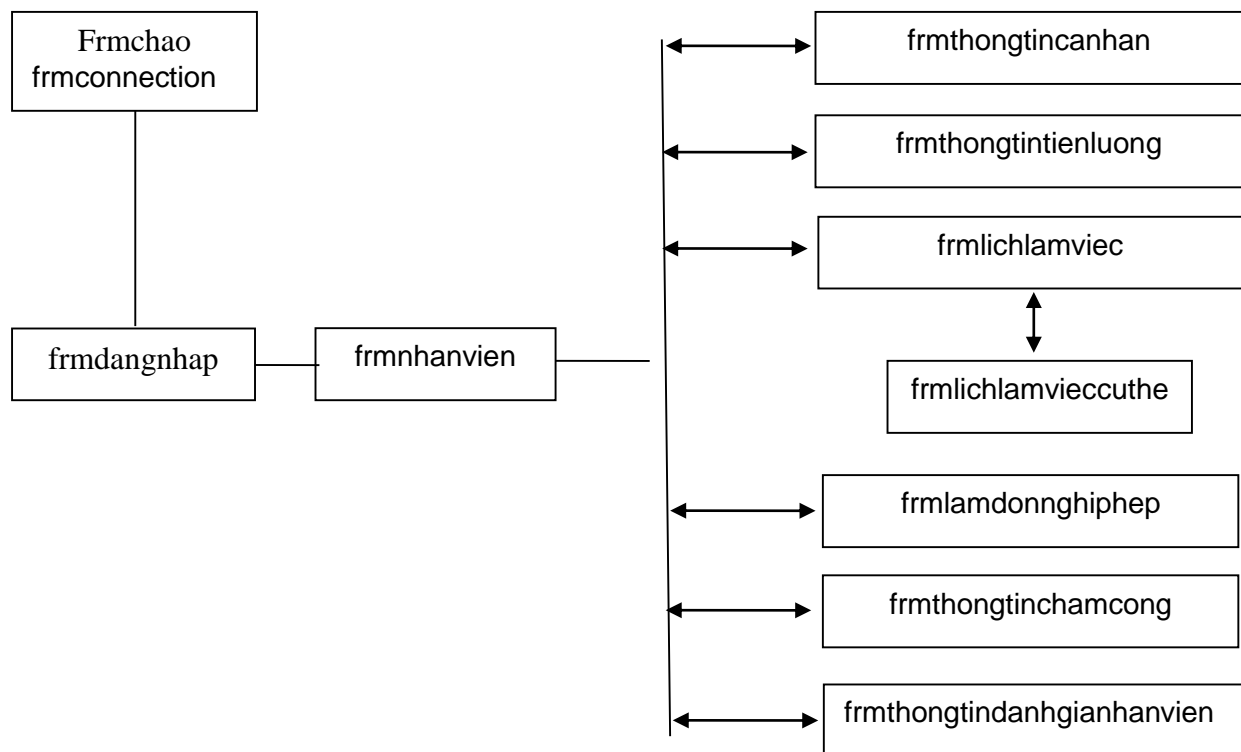 Frmchao
frmconnection
frmdangnhap
frmnhanvien
frmthongtincanhan
frmthongtintienluong
frmlichlamviec
frmlichlamvieccuthe
frmlamdonnghiphep
frmthongtinchamcong
frmthongtindanhgianhanvien